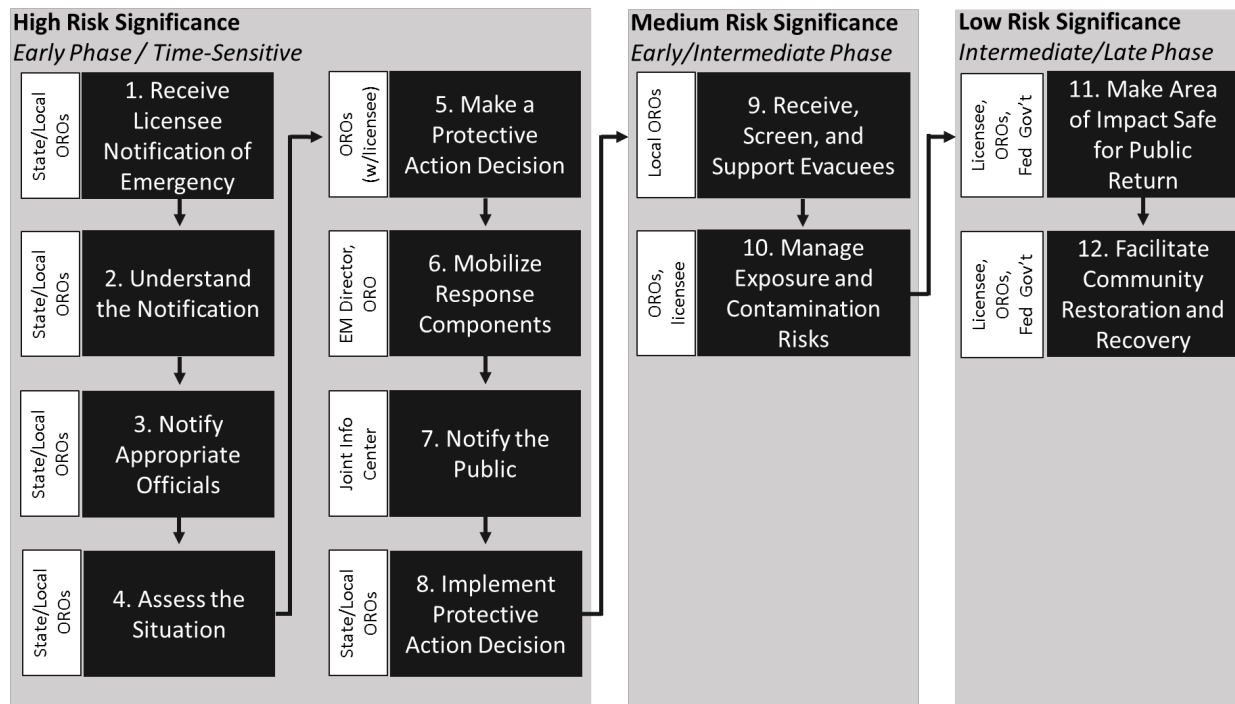 High Risk Significance
Early Phase / Time-Sensitive
State/Local
OROs
1. Receive
Licensee
Notification of
Emergency
State/Local
OROs
2. Understand
the Notification
State/Local
OROs
3. Notify
Appropriate
Officials
State/Local
OROs
4. Assess the
Situation
OROs
(w/licensee)
5. Make a
Protective
Action Decision
EM Director,
ORO
6. Mobilize
Response
Components
Joint Info
Center
7. Notify the
Public
State/Local
OROs
8. Implement
Protective
Action Decision
Medium Risk Significance
Early/Intermediate Phase
Local OROs
9. Receive,
Screen, and
Support Evacuees
OROs,
licensee
10. Manage
Exposure and
Contamination
Risks
Low Risk Significance
Intermediate/Late Phase
Licensee,
OROs,
Fed Gov't
11. Make Area
of Impact Safe
for Public
Return
Licensee,
OROs,
Fed Gov't
12. Facilitate
Community
Restoration and
Recovery